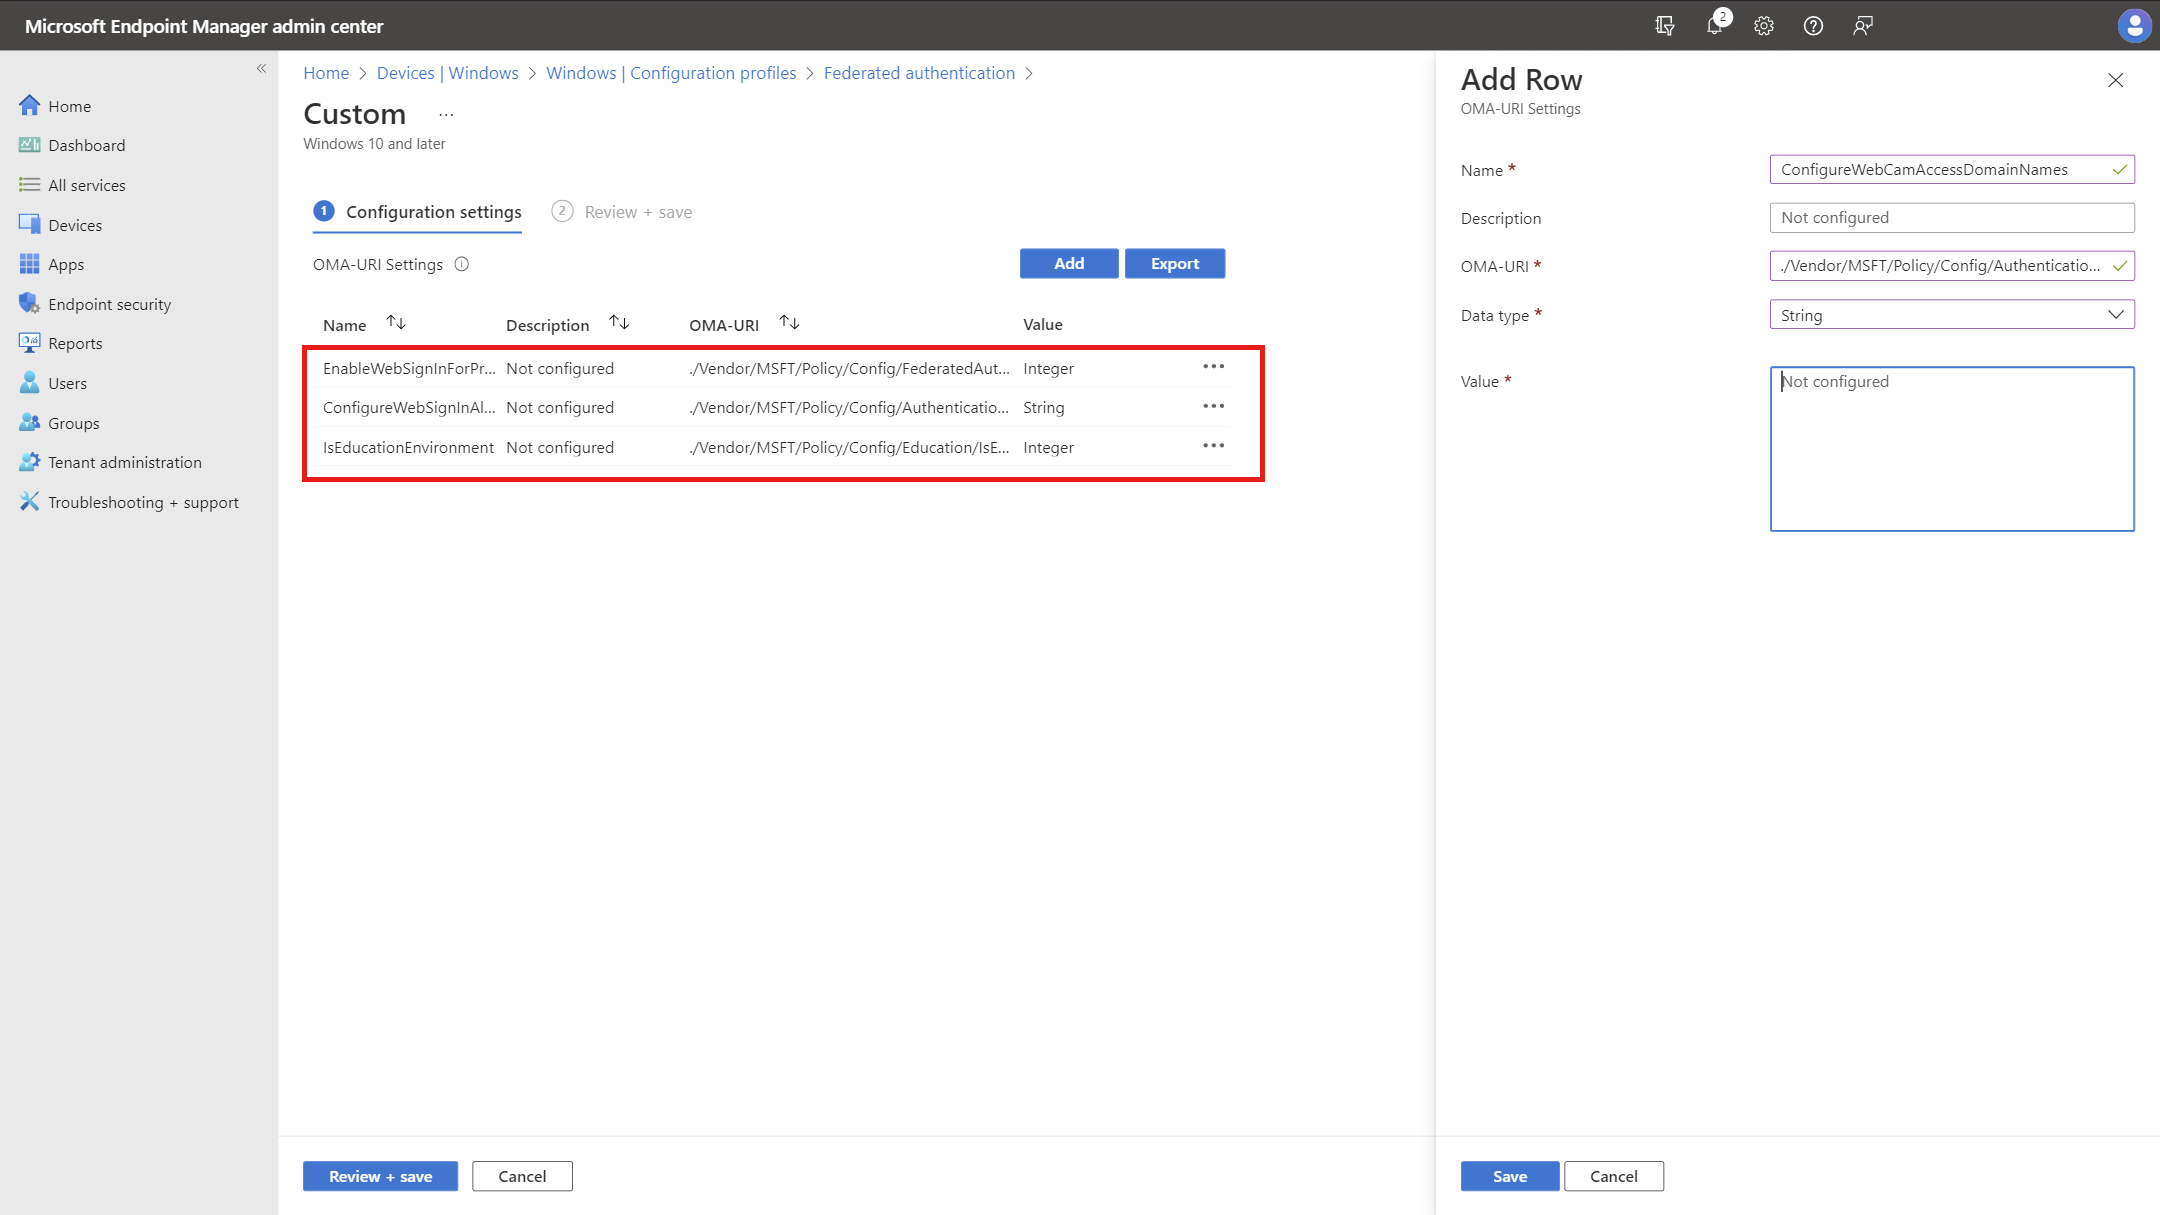 Microsoft Endpoint Manager admin center
2
Home
Dashboard
All services
Devices
Apps
Endpoint security
Reports
Users
Groups
Tenant administration
Troubleshooting + support
Home > Devices | Windows > Windows | Configuration profiles > Federated authentication >
Custom ...
Windows 10 and later
1 Configuration settings 2 Review + save
OMA-URI Settings
Add Export
Name Description OMA-URI Value
EnableWebSignInForPr... Not configured ./Vendor/MSFT/Policy/Config/FederatedAut... Integer
ConfigureWebSignInAl... Not configured ./Vendor/MSFT/Policy/Config/Authenticatio... String
IsEducationEnvironment Not configured ./Vendor/MSFT/Policy/Config/Education/IsE... Integer
Review + save Cancel
Add Row
OMA-URI Settings
Name * ConfigureWebCamAccessDomainNames
Description Not configured
OMA-URI * ./Vendor/MSFT/Policy/Config/Authenticatio...
Data type * String
Value * Not configured
Save Cancel